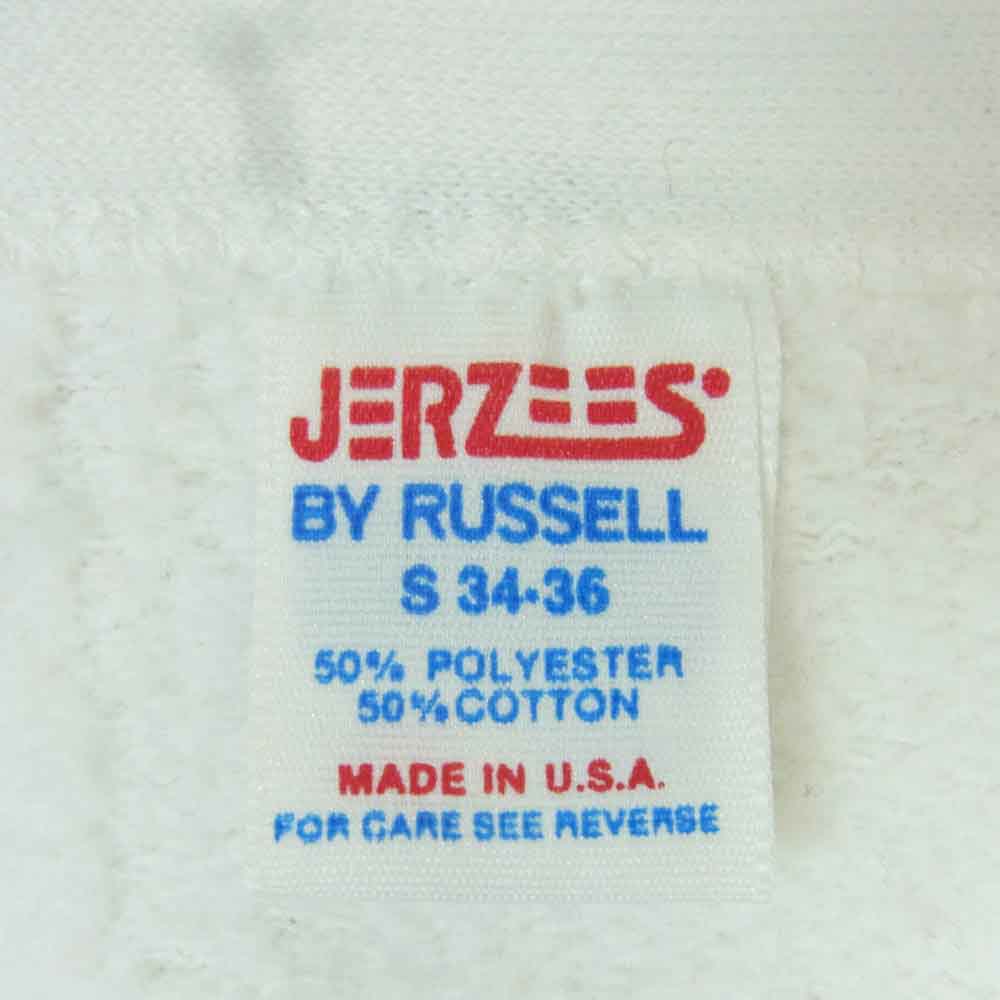 JERZEES
BY RUSSELL
S 34-36
50% POLYESTER
50% COTTON
MADE IN U.S.A.
FOR CARE SEE REVERSE